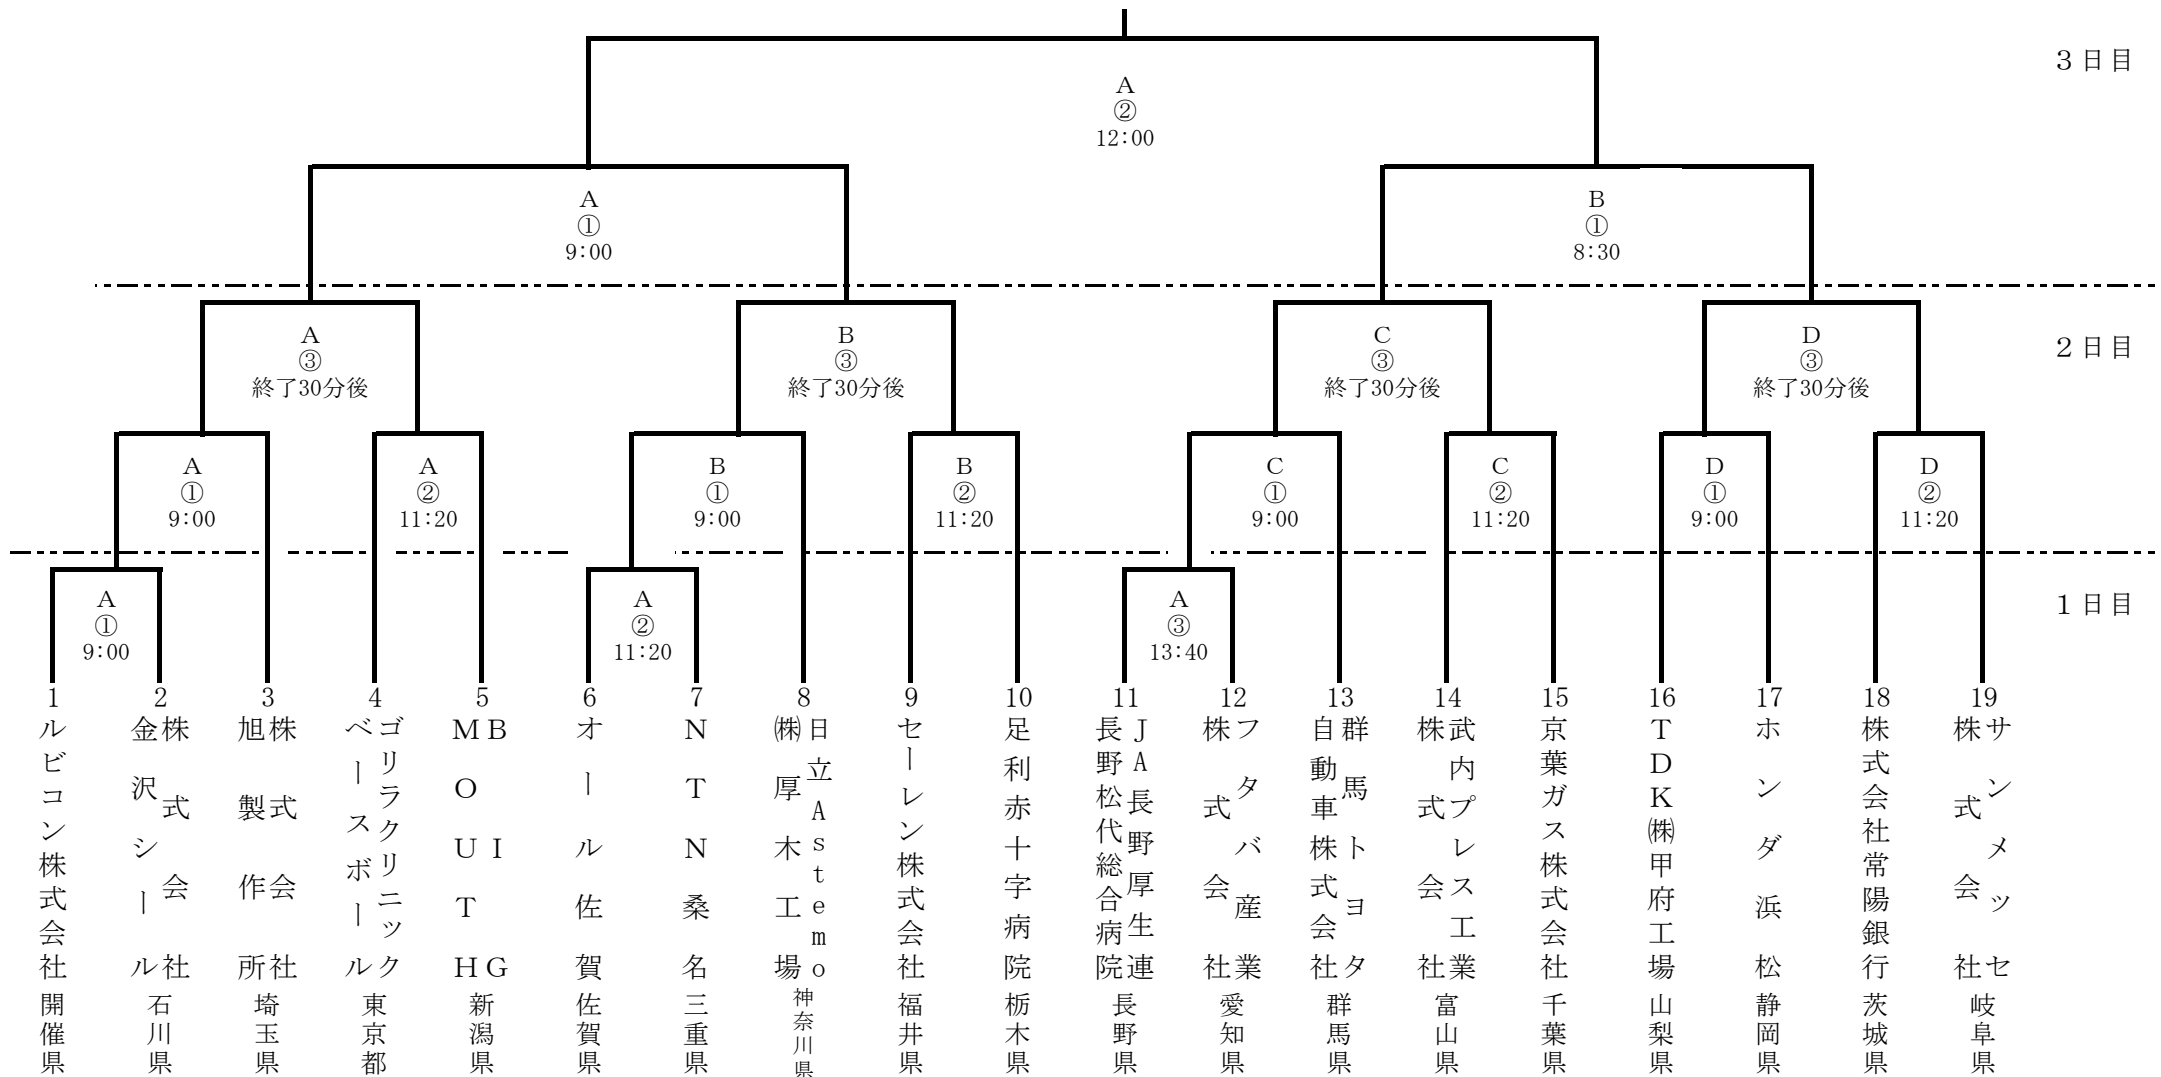 3日目
A
②
12:00
A
①
9:00
B
①
8:30
2日目
A
③
終了30分後
B
③
終了30分後
C
③
終了30分後
D
③
終了30分後
A
①
9:00
A
②
11:20
B
①
9:00
B
②
11:20
C
①
9:00
C
②
11:20
D
①
9:00
D
②
11:20
1日目
A
①
9:00
A
②
11:20
A
③
13:40
1
ルビコン株式会社
開催県
2
株式会社
金沢シール
石川県
3
株式会社
旭製作所
埼玉県
4
ゴリラクリニック
ベースボール
東京都
5
BIG
MOUTH
新潟県
6
オール佐賀
佐賀県
7
NTN桑名
三重県
8
日立Astemo
㈱厚木工場
神奈川県
9
セーレン株式会社
福井県
10
足利赤十字病院
栃木県
11
JA長野厚生連
長野松代総合病院
長野県
12
フタバ産業
株式会社
愛知県
13
群馬トヨタ
自動車株式会社
群馬県
14
武内プレス工業
株式会社
富山県
15
京葉ガス株式会社
千葉県
16
TDK㈱甲府工場
山梨県
17
ホンダ浜松
静岡県
18
株式会社常陽銀行
茨城県
19
サンメッセ
株式会社
岐阜県